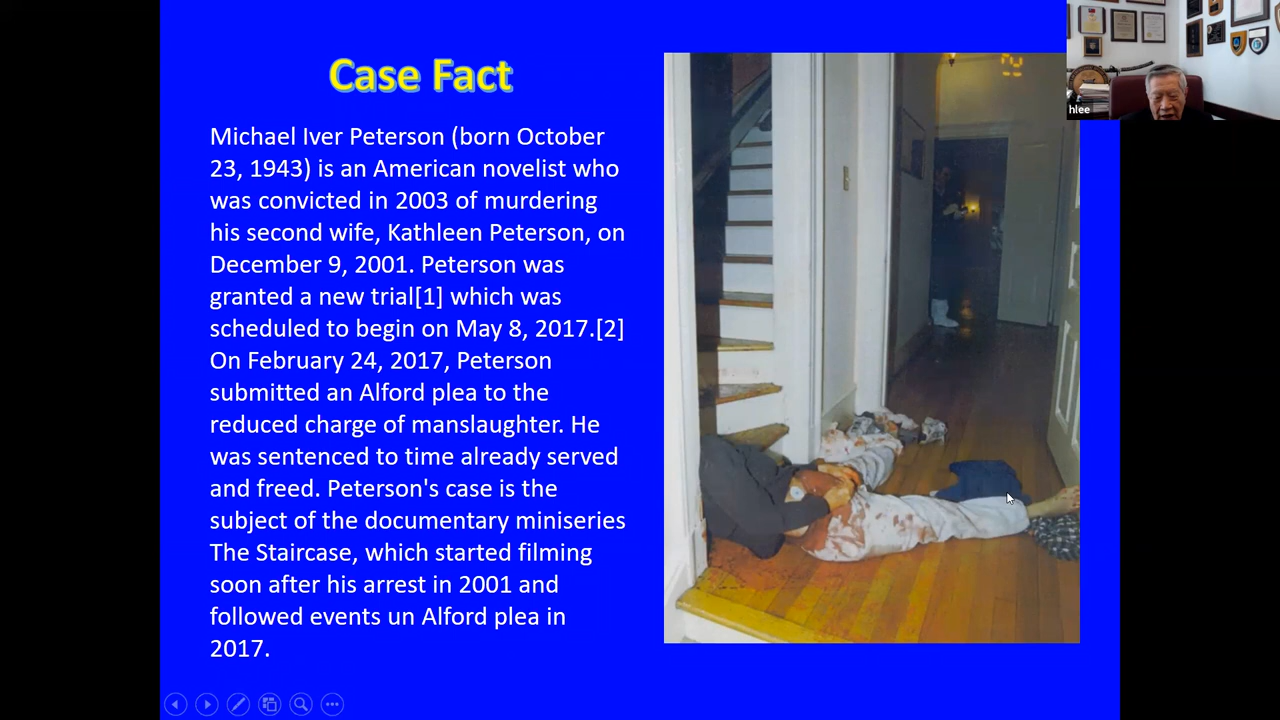 Case Fact
Michael Iver Peterson (born October
23, 1943) is an American novelist who
was convicted in 2003 of murdering
his second wife, Kathleen Peterson, on
December 9, 2001. Peterson was
granted a new trial[1] which was
scheduled to begin on May 8, 2017.[2]
On February 24, 2017, Peterson
submitted an Alford plea to the
reduced charge of manslaughter. He
was sentenced to time already served
and freed. Peterson's case is the
subject of the documentary miniseries
The Staircase, which started filming
soon after his arrest in 2001 and
followed events un Alford plea in
2017.
hlee